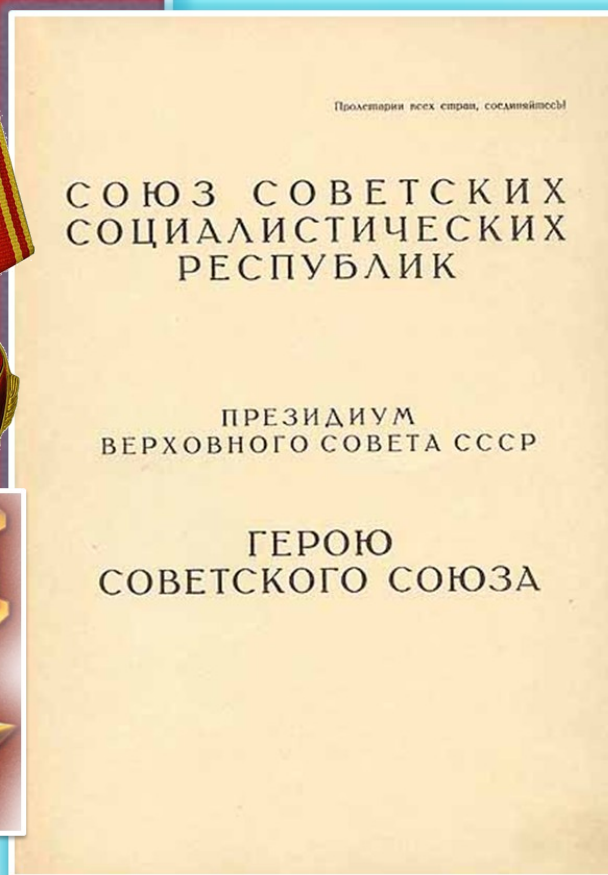 Пролетарии всех стран, соединяйтесь!
СОЮЗ СОВЕТСКИХ
СОЦИАЛИСТИЧЕСКИХ
РЕСПУБЛИК
ПРЕЗИДИУМ
ВЕРХОВНОГО СОВЕТА СССР
ГЕРОЮ
СОВЕТСКОГО СОЮЗА